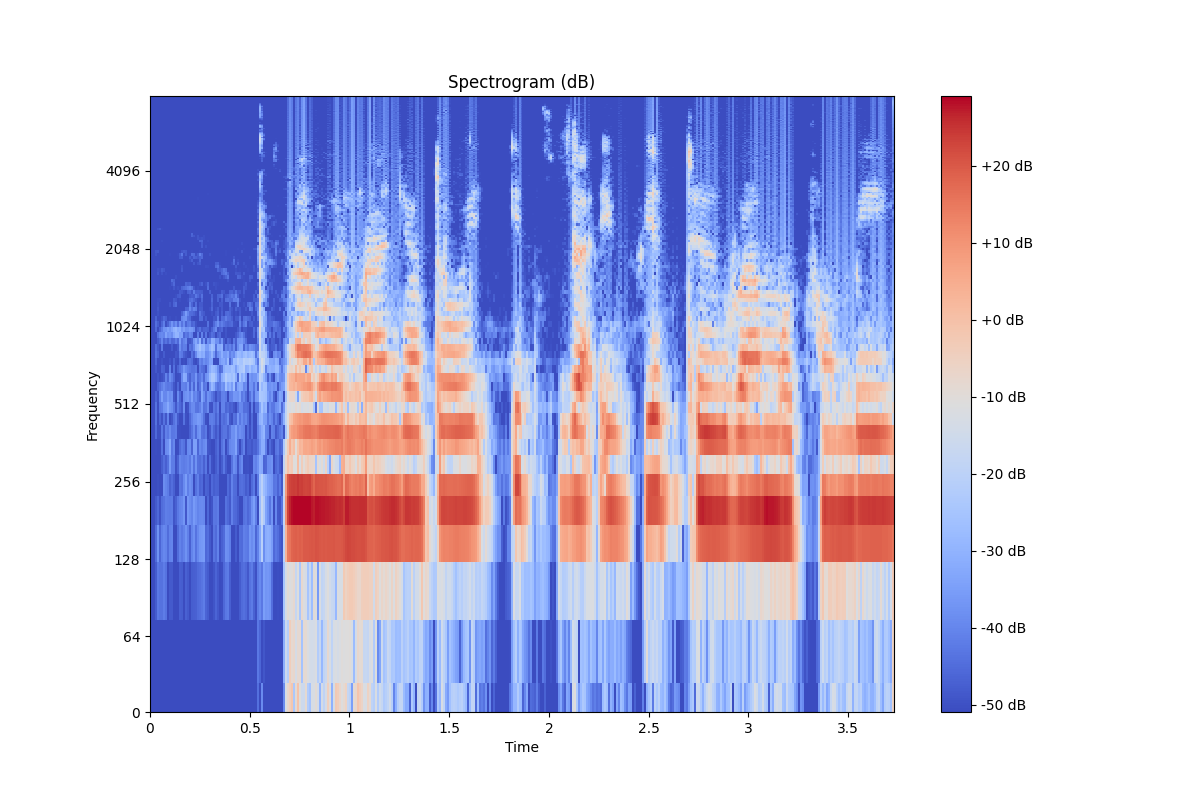 Spectrogram (dB)
4096
2048
1024
512
256
128
64
0
Frequency
0 0.5 1 1.5 2 2.5 3 3.5
Time
+20 dB
+10 dB
+0 dB
-10 dB
-20 dB
-30 dB
-40 dB
-50 dB